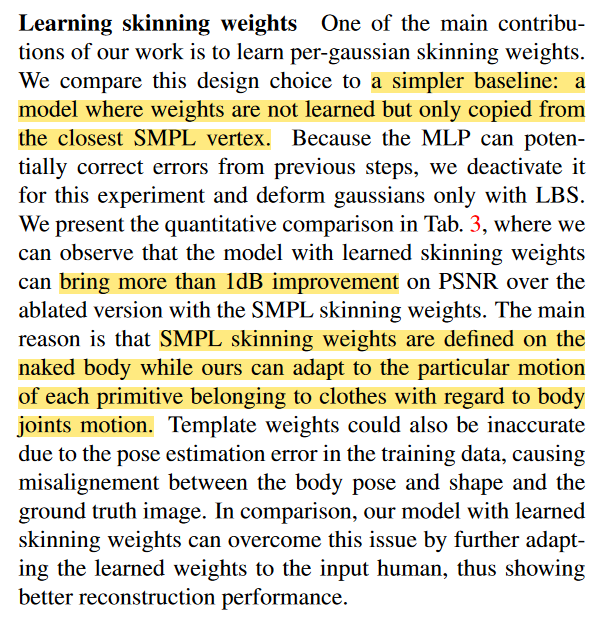 Learning skinning weights One of the main contribu-
tions of our work is to learn per-gaussian skinning weights.
We compare this design choice to a simpler baseline: a
model where weights are not learned but only copied from
the closest SMPL vertex. Because the MLP can poten-
tially correct errors from previous steps, we deactivate it
for this experiment and deform gaussians only with LBS.
We present the quantitative comparison in Tab. 3, where we
can observe that the model with learned skinning weights
can bring more than 1dB improvement on PSNR over the
ablated version with the SMPL skinning weights. The main
reason is that SMPL skinning weights are defined on the
naked body while ours can adapt to the particular motion
of each primitive belonging to clothes with regard to body
joints motion. Template weights could also be inaccurate
due to the pose estimation error in the training data, causing
misalignement between the body pose and shape and the
ground truth image. In comparison, our model with learned
skinning weights can overcome this issue by further adapt-
ing the learned weights to the input human, thus showing
better reconstruction performance.